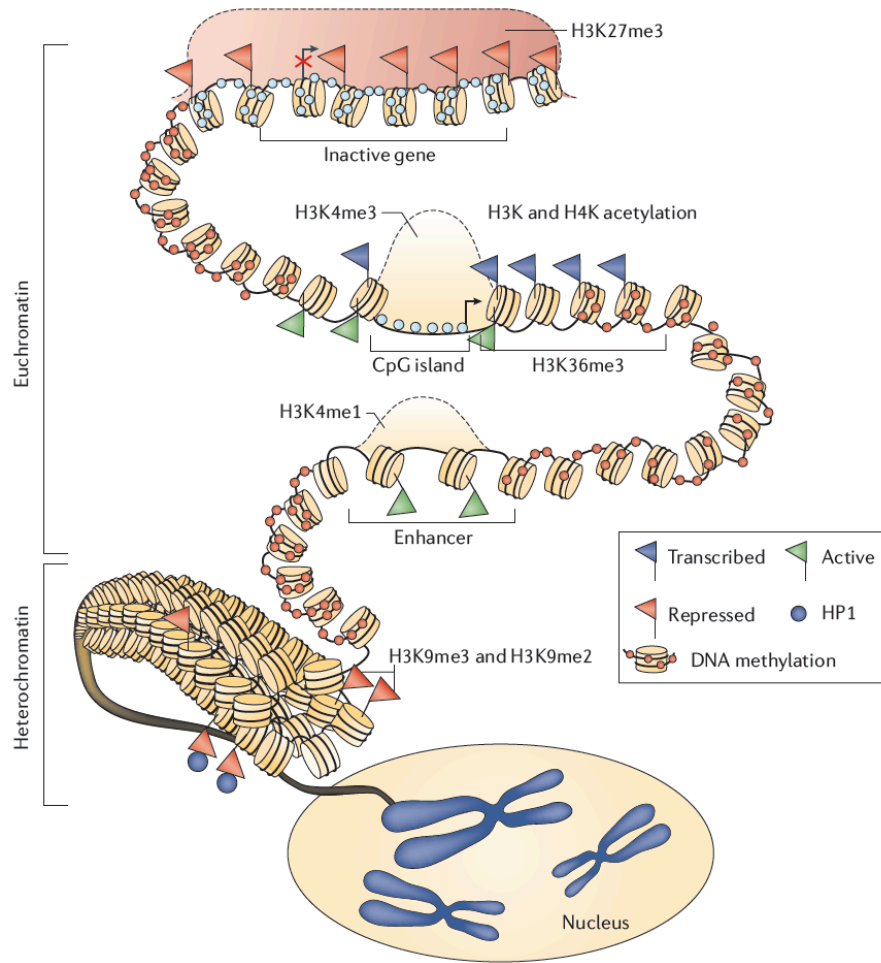 H3K27me3
Inactive gene
H3K4me3
H3K and H4K acetylation
CpG island
H3K36me3
Euchromatin
H3K4me1
Enhancer
Transcribed
Active
Repressed
HP1
DNA methylation
Heterochromatin
H3K9me3 and H3K9me2
Nucleus